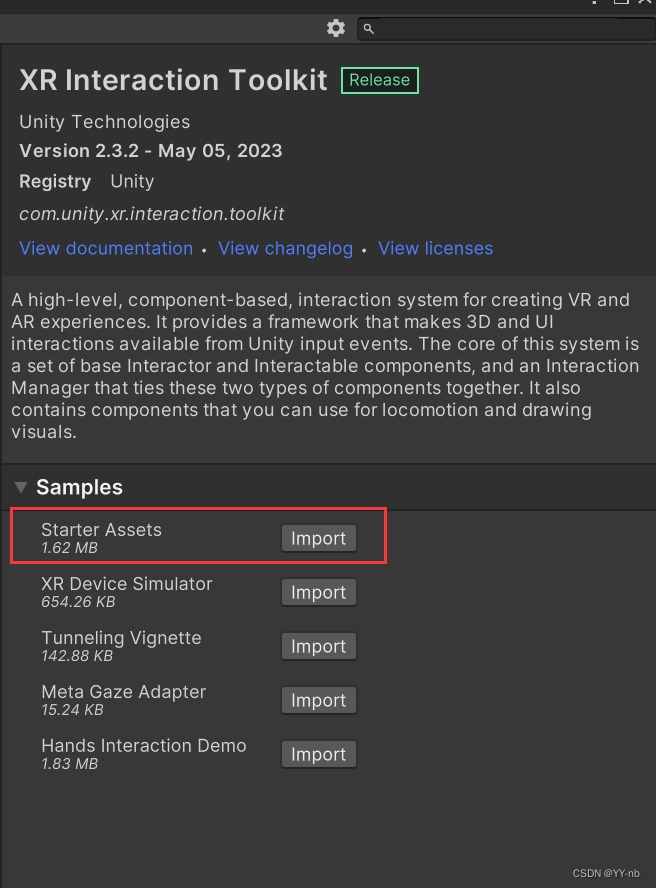 XR Interaction Toolkit Release
Unity Technologies
Version 2.3.2 - May 05, 2023
Registry Unity
com.unity.xr.interaction.toolkit
View documentation • View changelog • View licenses
A high-level, component-based, interaction system for creating VR and
AR experiences. It provides a framework that makes 3D and UI
interactions available from Unity input events. The core of this system is
a set of base Interactor and Interactable components, and an Interaction
Manager that ties these two types of components together. It also
contains components that you can use for locomotion and drawing
visuals.
Samples
Starter Assets Import
1.62 MB
XR Device Simulator Import
654.26 KB
Tunneling Vignette Import
142.88 KB
Meta Gaze Adapter Import
15.24 KB
Hands Interaction Demo Import
1.83 MB
CSDN @YY-nb